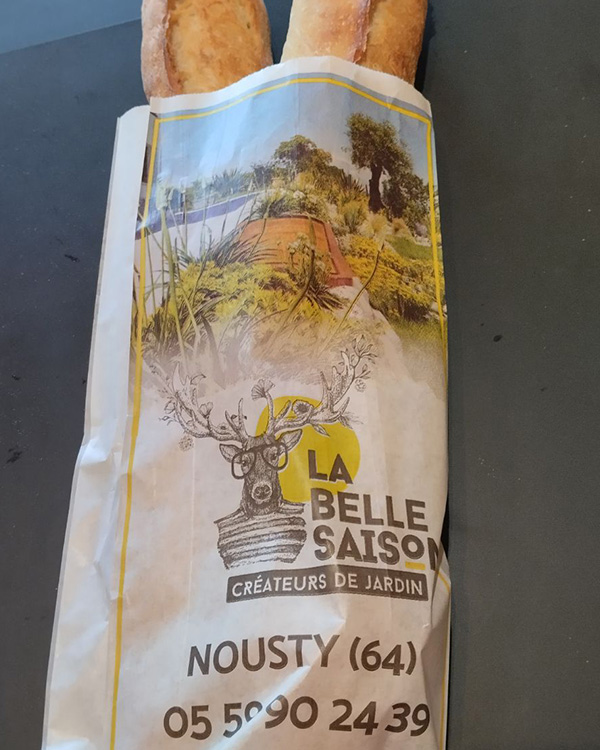 LA
BELLE
SAISON
CRÉATEURS DE JARDIN
NOUSTY (64)
05 59 90 24 39